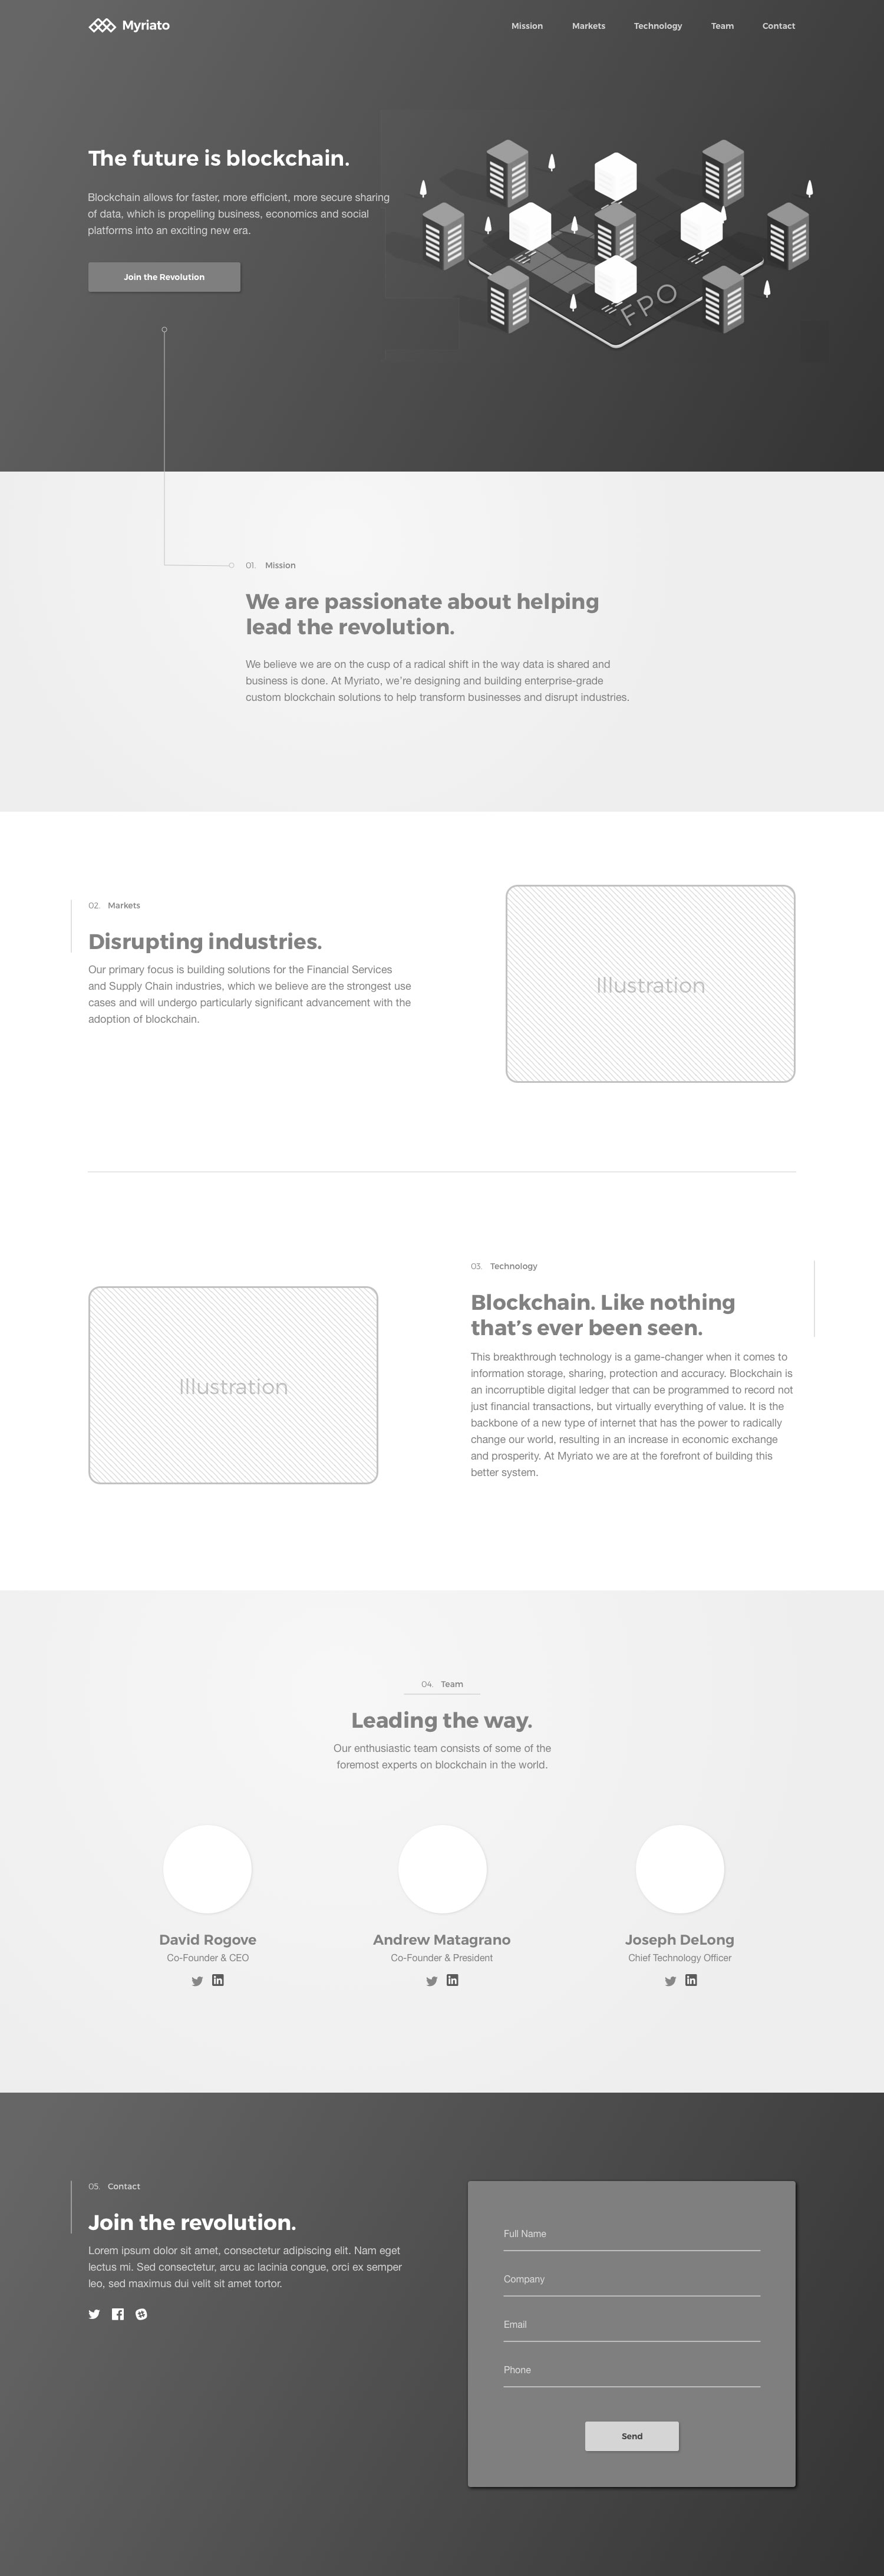 Myriato
Mission Markets Technology Team Contact
The future is blockchain.
Blockchain allows for faster, more efficient, more secure sharing
of data, which is propelling business, economics and social
platforms into an exciting new era.
Join the Revolution
FPO
01. Mission
We are passionate about helping
lead the revolution.
We believe we are on the cusp of a radical shift in the way data is shared and
business is done. At Myriato, we're designing and building enterprise-grade
custom blockchain solutions to help transform businesses and disrupt industries.
02. Markets
Disrupting industries.
Our primary focus is building solutions for the Financial Services
and Supply Chain industries, which we believe are the strongest use
cases and will undergo particularly significant advancement with the
adoption of blockchain.
Illustration
03. Technology
Blockchain. Like nothing
that's ever been seen.
This breakthrough technology is a game-changer when it comes to
information storage, sharing, protection and accuracy. Blockchain is
an incorruptible digital ledger that can be programmed to record not
just financial transactions, but virtually everything of value. It is the
backbone of a new type of internet that has the power to radically
change our world, resulting in an increase in economic exchange
and prosperity. At Myriato we are at the forefront of building this
better system.
Illustration
04. Team
Leading the way.
Our enthusiastic team consists of some of the
foremost experts on blockchain in the world.
David Rogove
Co-Founder & CEO
Andrew Matagrano
Co-Founder & President
Joseph DeLong
Chief Technology Officer
05. Contact
Join the revolution.
Lorem ipsum dolor sit amet, consectetur adipiscing elit. Nam eget
lectus mi. Sed consectetur, arcu ac lacinia congue, orci ex semper
leo, sed maximus dui velit sit amet tortor.
Full Name
Company
Email
Phone
Send